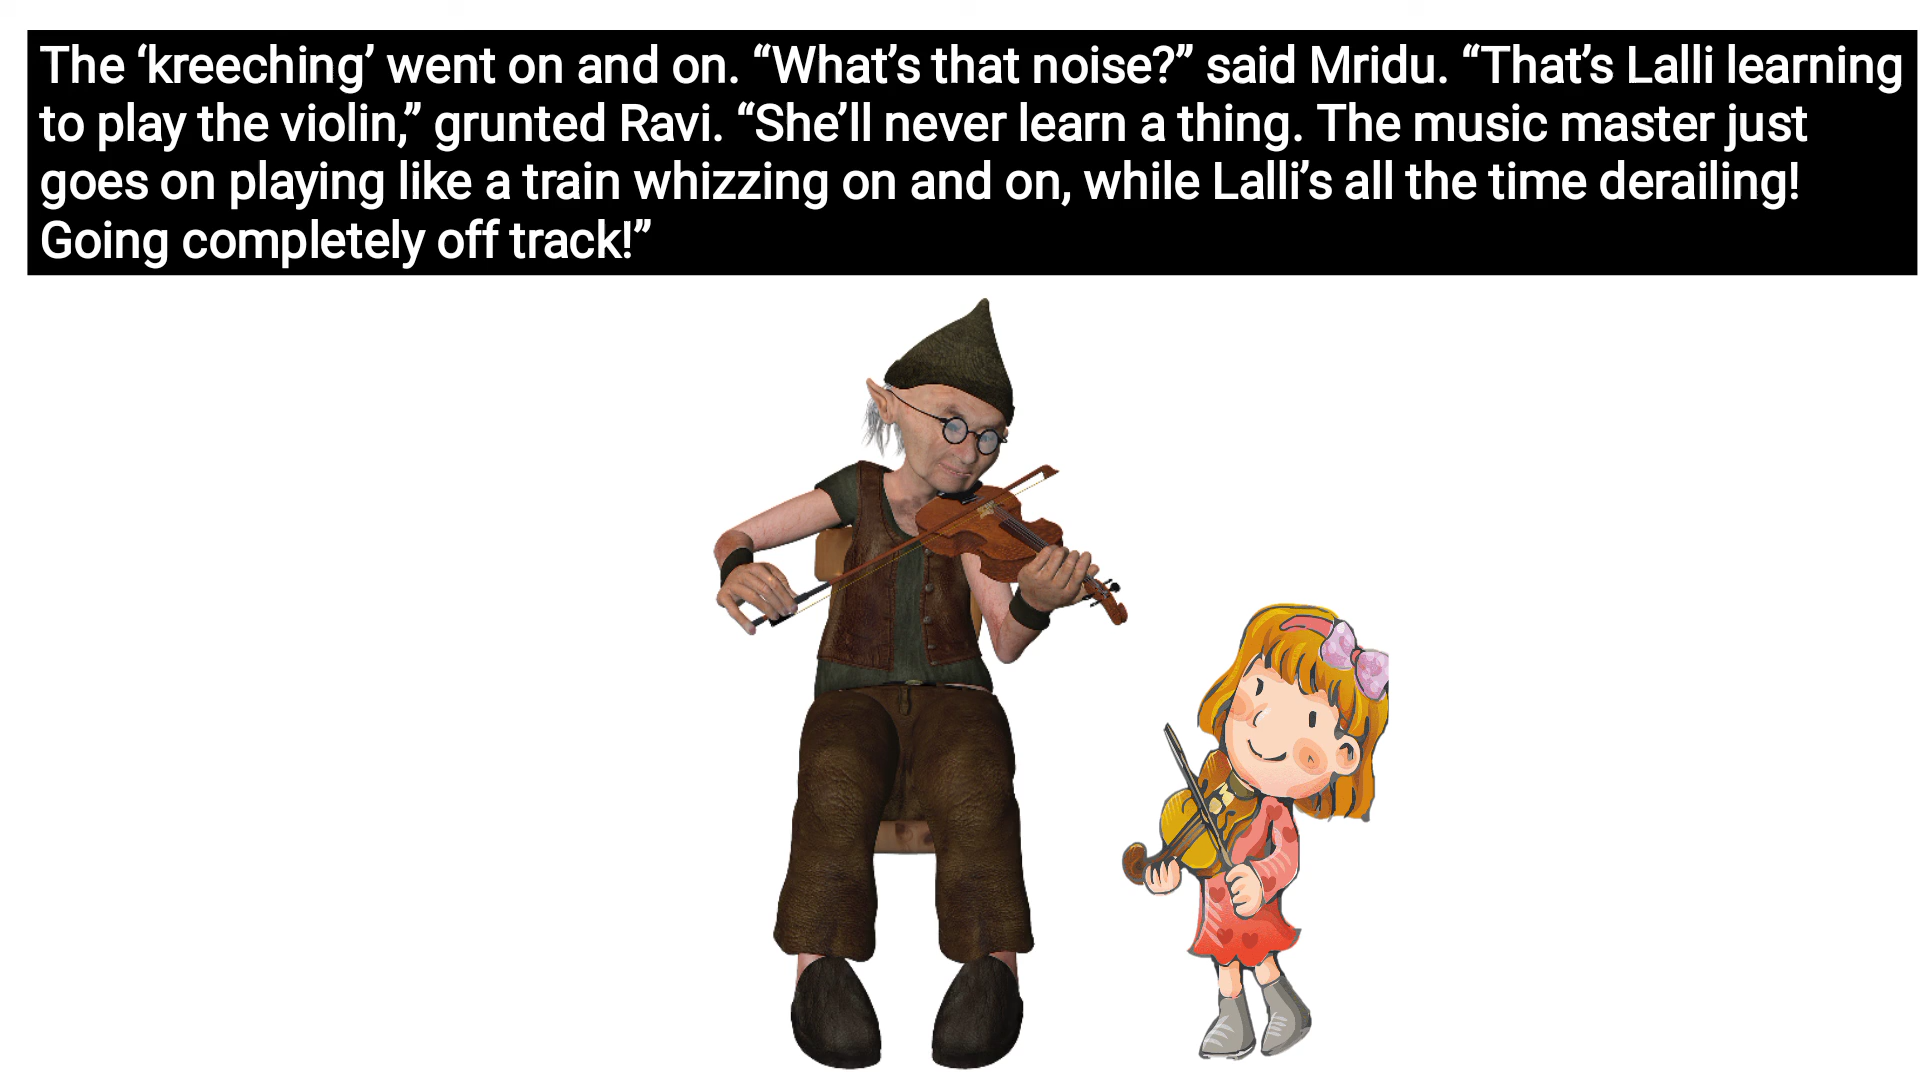 The ‘kreeching’ went on and on. “What’s that noise?” said Mridu. “That’s Lalli learning
to play the violin,” grunted Ravi. “She’ll never learn a thing. The music master just
goes on playing like a train whizzing on and on, while Lalli’s all the time derailing!
Going completely off track!”